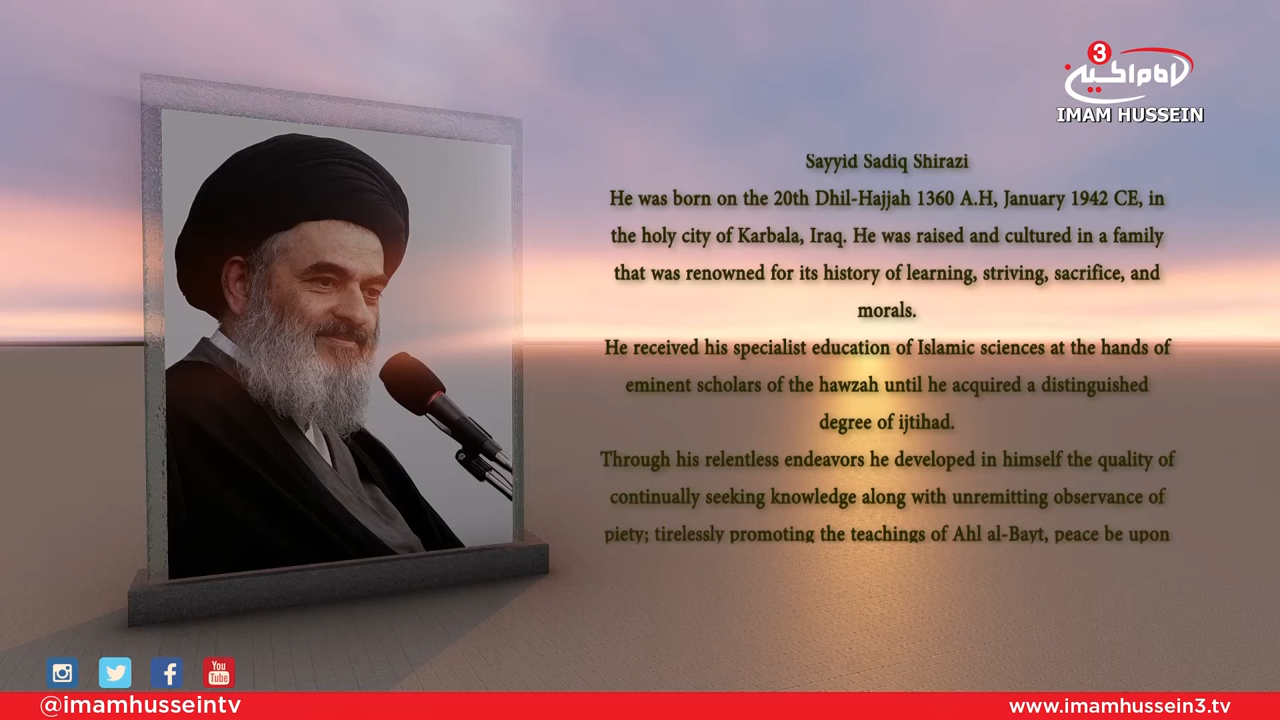 3
الامام الحسين
IMAM HUSSEIN
Sayyid Sadiq Shirazi
He was born on the 20th Dhil-Hajjah 1360 A.H, January 1942 CE, in
the holy city of Karbala, Iraq. He was raised and cultured in a family
that was renowned for its history of learning, striving, sacrifice, and
morals.
He received his specialist education of Islamic sciences at the hands of
eminent scholars of the hawzah until he acquired a distinguished
degree of ijtihad.
Through his relentless endeavors he developed in himself the quality of
continually seeking knowledge along with unremitting observance of
piety; tirelessly promoting the teachings of Ahl al-Bayt, peace be upon
You
Tube
@imamhusseintv
www.imamhussein3.tv